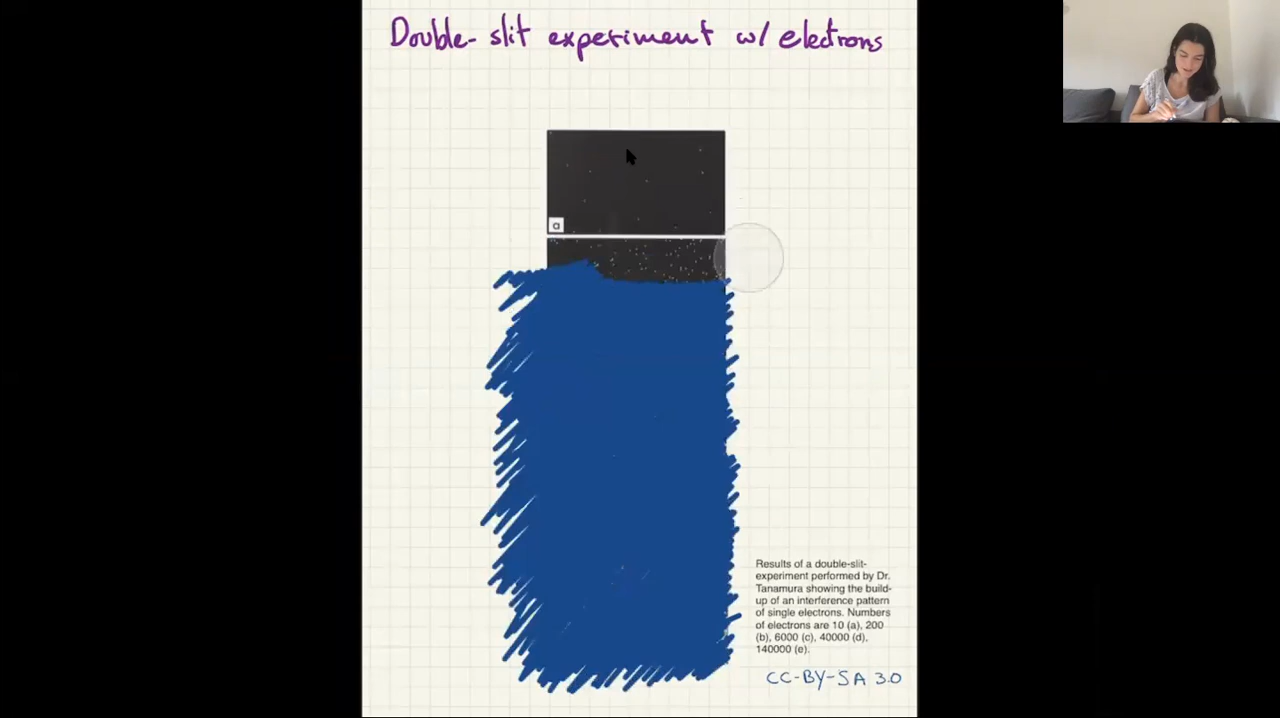 Double-slit experiment w/ electrons
a
Results of a double-slit-
experiment performed by Dr.
Tanamura showing the build-
up of an interference pattern
of single electrons. Numbers
of electrons are 10 (a), 200
(b), 6000 (c), 40000 (d),
140000 (e).
CC-BY-SA 3.0